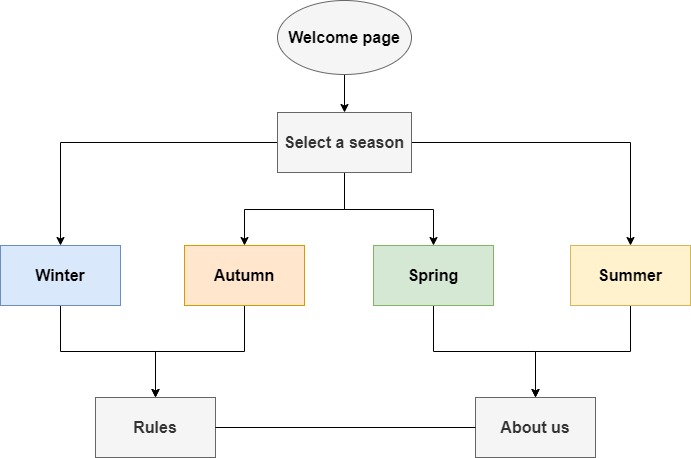 Welcome page
Select a season
Winter
Autumn
Spring
Summer
Rules
About us